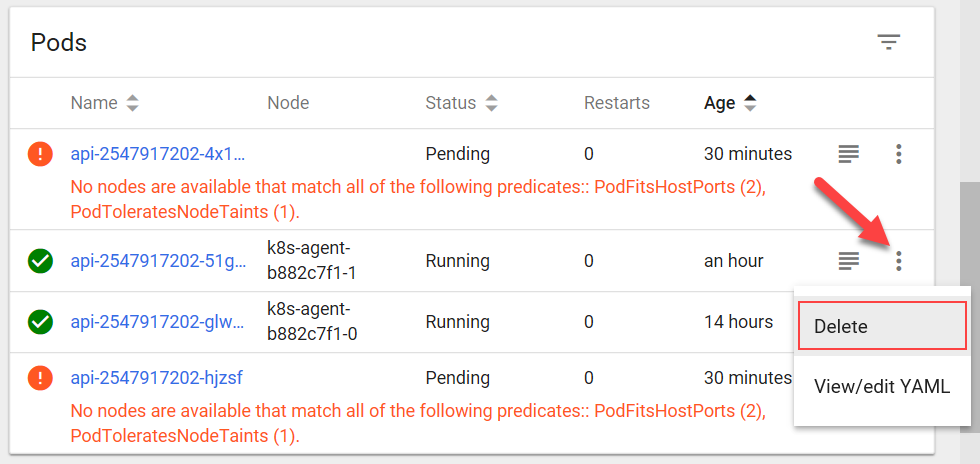 Pods
Name Node Status Restarts Age
api-2547917202-4x1... Pending 0 30 minutes
No nodes are available that match all of the following predicates:: PodFitsHostPorts (2),
PodToleratesNodeTaints (1).
k8s-agent-
api-2547917202-51g... Running 0 an hour
b882c7f1-1
k8s-agent-
api-2547917202-glw... Running 0 14 hours
b882c7f1-0
Delete
api-2547917202-hjzsf Pending 0 30 minutes
View/edit YAML
No nodes are available that match all of the following predicates:: PodFitsHostPorts (2),
PodToleratesNodeTaints (1).